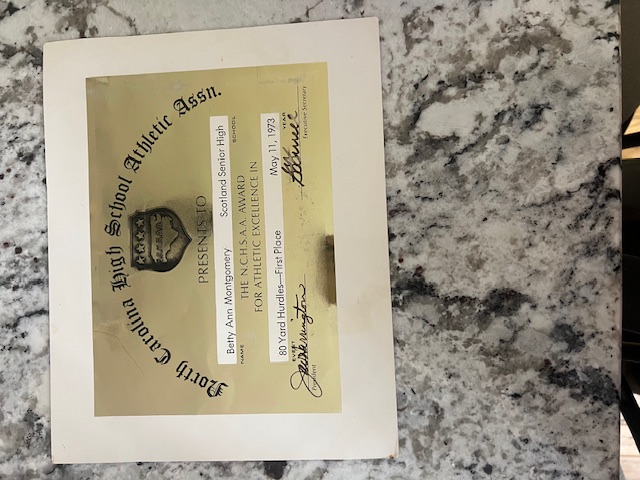 North Carolina High School Athletic Assn.
PRESENTS TO
Betty Ann Montgomery Scotland Senior High
NAME SCHOOL
THE N.C.H.S.A.A. AWARD
FOR ATHLETIC EXCELLENCE IN
80 Yard Hurdles—First Place May 11, 1973
EVENT YEAR
President Executive Secretary